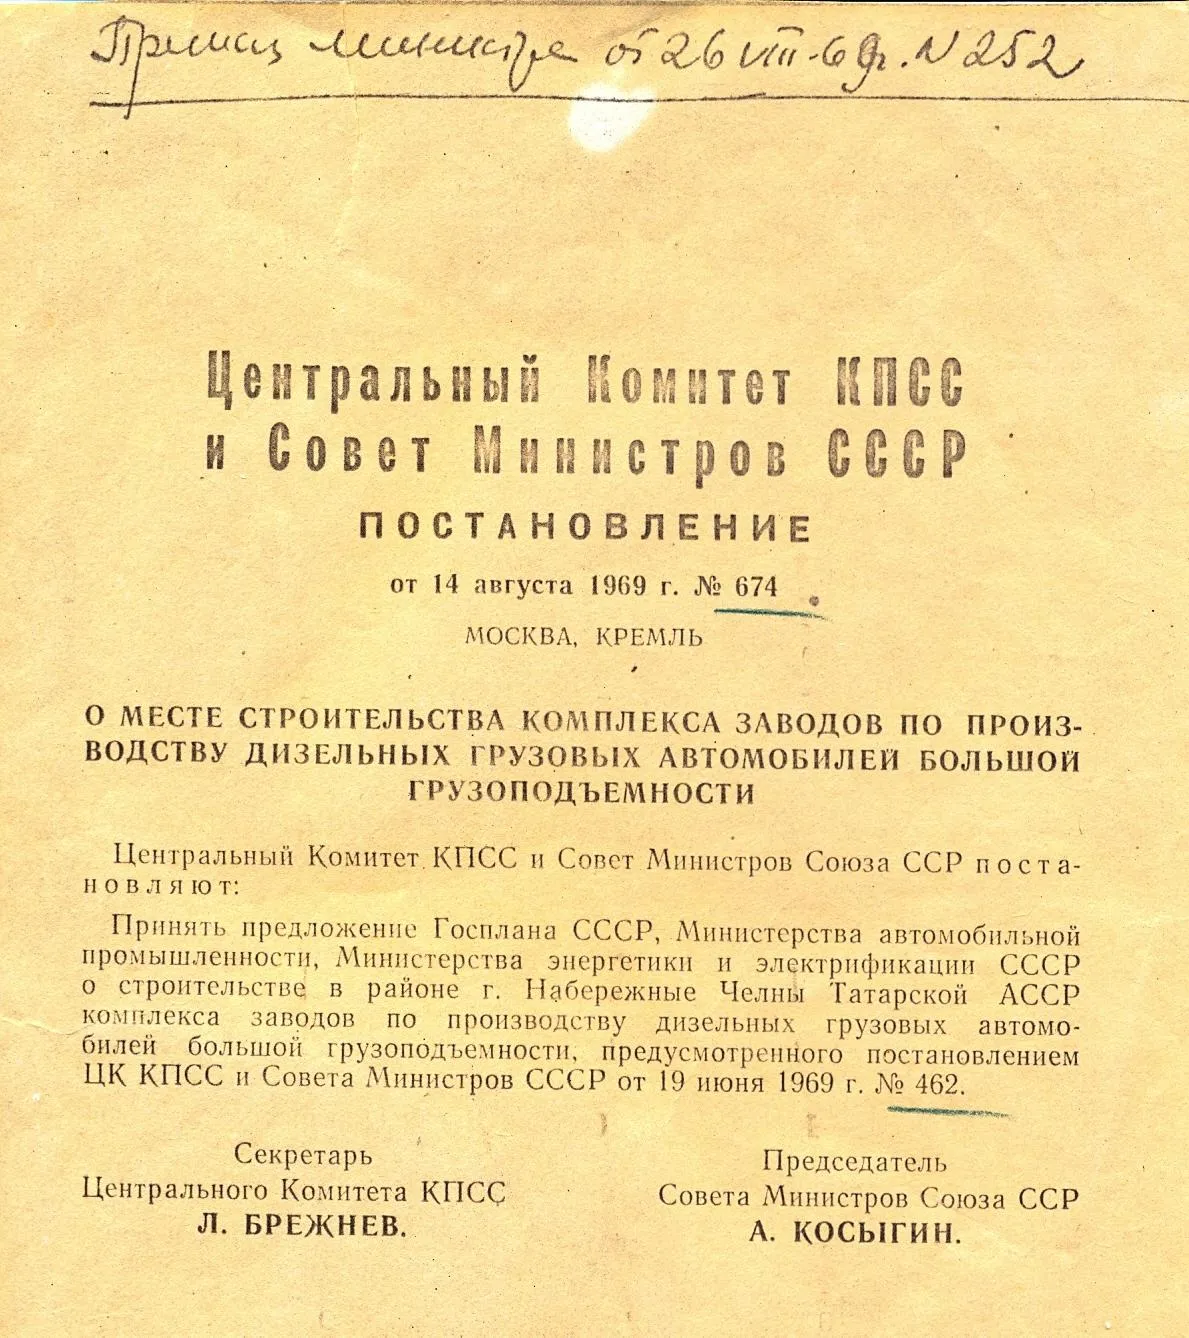 Приказ министра от 26 VIII-69г. N 252
Центральный Комитет КПСС
и Совет Министров СССР
ПОСТАНОВЛЕНИЕ
от 14 августа 1969 г. № 674
МОСКВА, КРЕМЛЬ
О МЕСТЕ СТРОИТЕЛЬСТВА КОМПЛЕКСА ЗАВОДОВ ПО ПРОИЗ-
ВОДСТВУ ДИЗЕЛЬНЫХ ГРУЗОВЫХ АВТОМОБИЛЕЙ БОЛЬШОЙ
ГРУЗОПОДЪЕМНОСТИ
Центральный Комитет КПСС и Совет Министров Союза ССР поста-
новляют:
Принять предложение Госплана СССР, Министерства автомобильной
промышленности, Министерства энергетики и электрификации СССР
о строительстве в районе г. Набережные Челны Татарской АССР
комплекса заводов по производству дизельных грузовых автомо-
билей большой грузоподъемности, предусмотренного постановлением
ЦК КПСС и Совета Министров СССР от 19 июня 1969 г. № 462.
Секретарь
Центрального Комитета КПСС
Л. БРЕЖНЕВ.
Председатель
Совета Министров Союза ССР
А. КОСЫГИН.